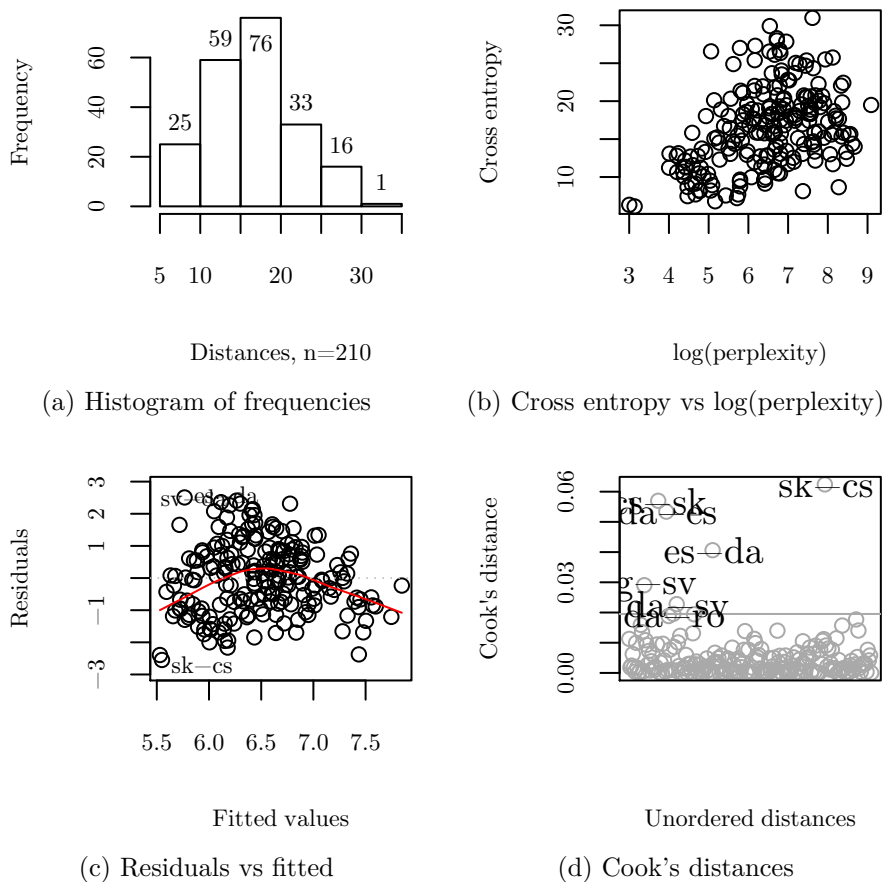 Frequency
0 20 40 60
25
59
76
33
16
1
5 10 20 30
Distances, n=210
(a) Histogram of frequencies
Cross entropy
10 20 30
3 4 5 6 7 8 9
log(perplexity)
(b) Cross entropy vs log(perplexity)
Residuals
−3 −1 1 2 3
sk−cs
5.5 6.0 6.5 7.0 7.5
Fitted values
(c) Residuals vs fitted
Cook's distance
0.00 0.03 0.06
sk−cs
da−cs
es−da
da−sv
da−ro
Unordered distances
(d) Cook's distances